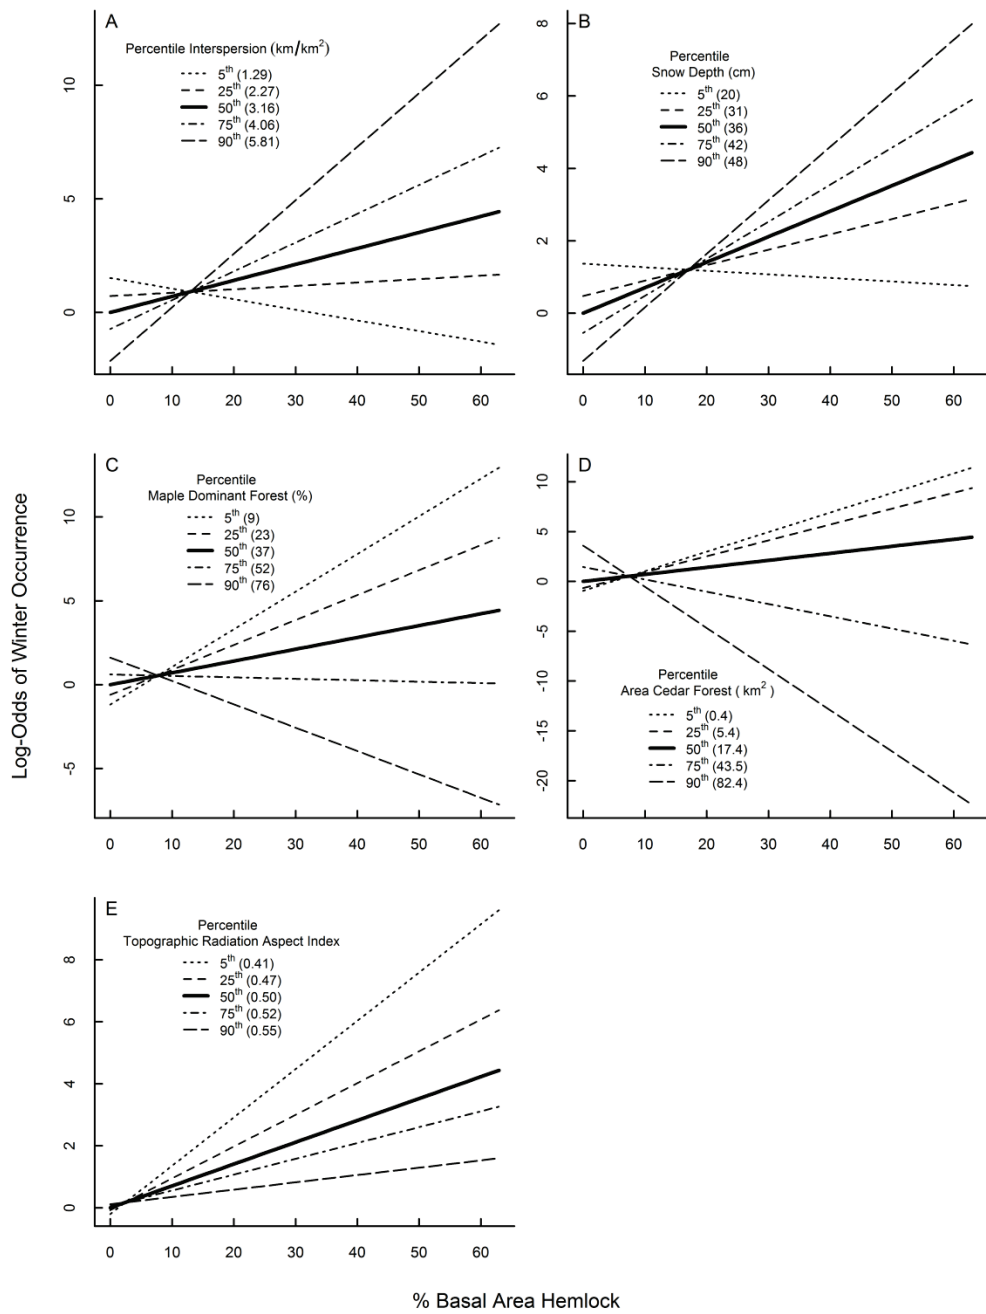 A
Percentile Interspersion (km/km²)
5th (1.29)
25th (2.27)
50th (3.16)
75th (4.06)
90th (5.81)
10
5
0
0 10 20 30 40 50 60
B
Percentile
Snow Depth (cm)
5th (20)
25th (31)
50th (36)
75th (42)
90th (48)
8
6
4
2
0
0 10 20 30 40 50 60
C
Percentile
Maple Dominant Forest (%)
5th (9)
25th (23)
50th (37)
75th (52)
90th (76)
10
5
0
-5
0 10 20 30 40 50 60
D
Percentile
Area Cedar Forest ( km²)
5th (0.4)
25th (5.4)
50th (17.4)
75th (43.5)
90th (82.4)
10
5
0
-5
-10
-15
-20
0 10 20 30 40 50 60
E
Percentile
Topographic Radiation Aspect Index
5th (0.41)
25th (0.47)
50th (0.50)
75th (0.52)
90th (0.55)
8
6
4
2
0
0 10 20 30 40 50 60
Log-Odds of Winter Occurrence
% Basal Area Hemlock